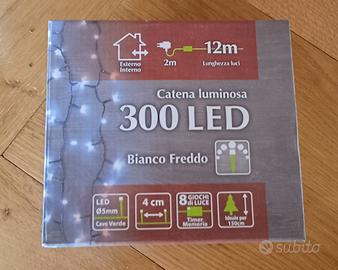 Esterno
Interno
2m
12m
Lunghezza luci
Catena luminosa
300 LED
Bianco Freddo
LED
Ø5mm
Cavo Verde
4 cm
8 GIOCHI
di LUCE
Timer
Memoria
Ideale per
150cm
subito